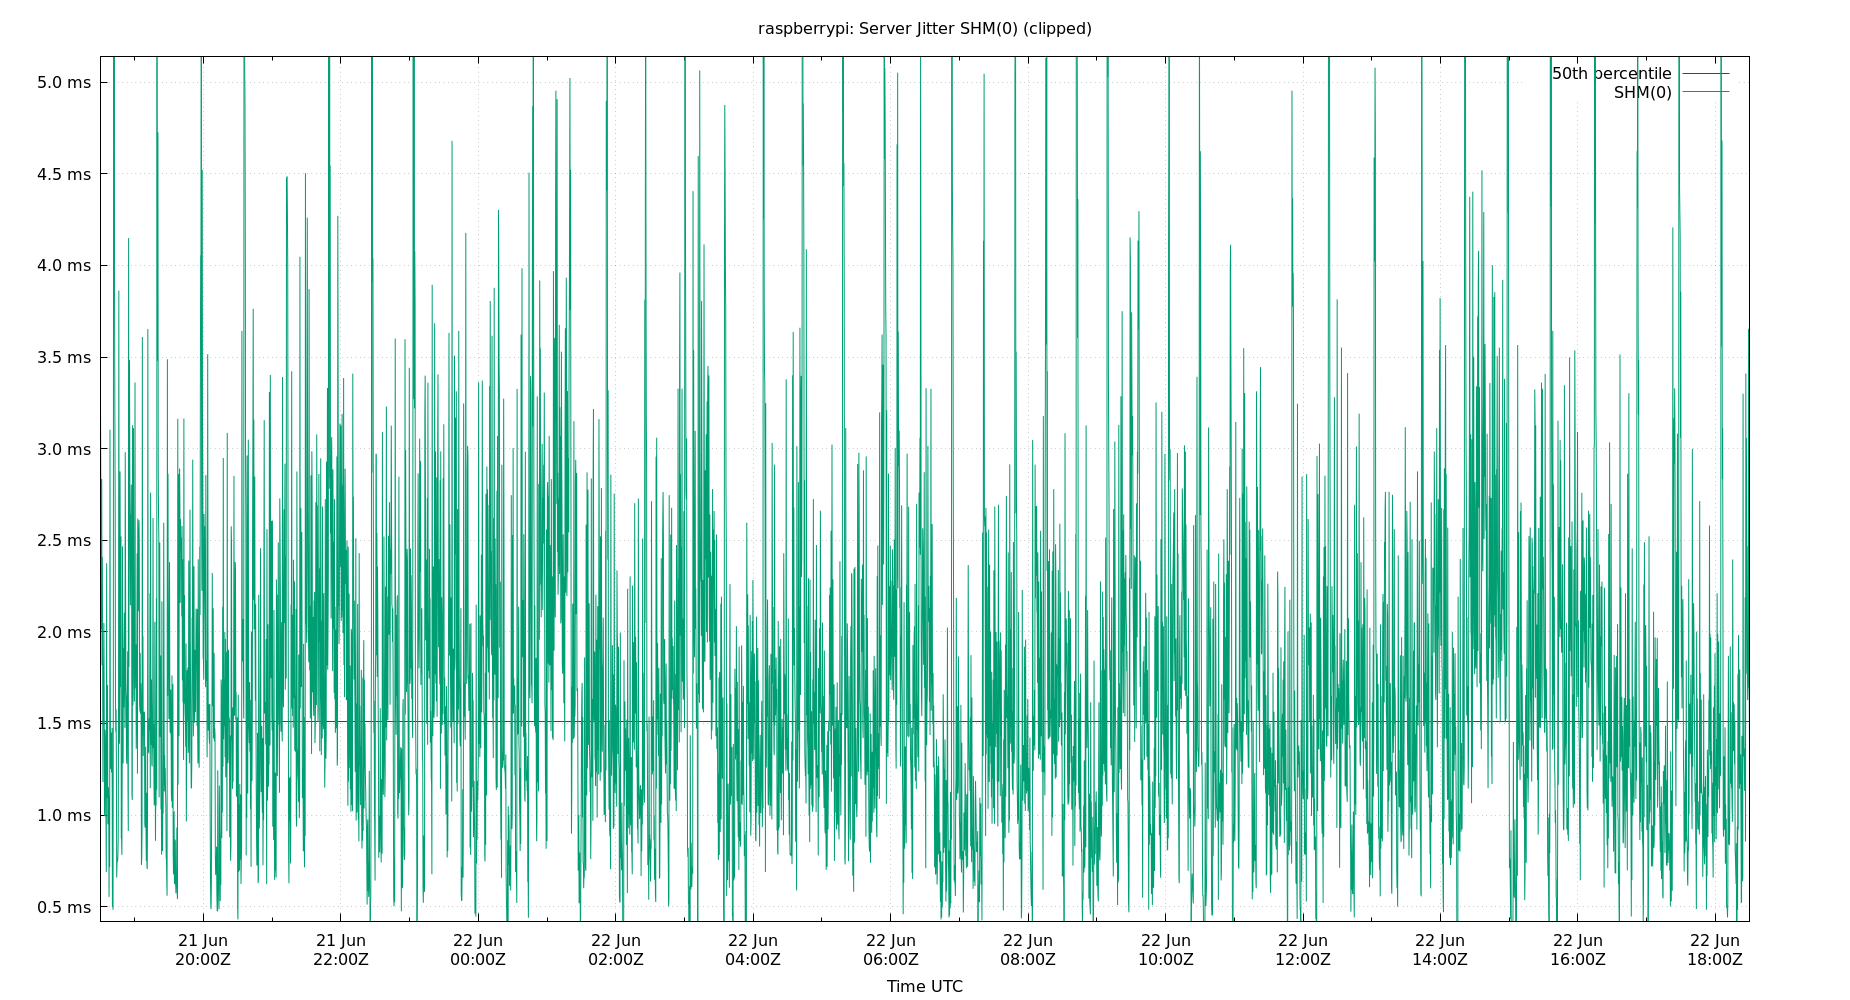 raspberrypi: Server Jitter SHM(0) (clipped)
50th percentile
SHM(0)
5.0 ms
4.5 ms
4.0 ms
3.5 ms
3.0 ms
2.5 ms
2.0 ms
1.5 ms
1.0 ms
0.5 ms
21 Jun 21 Jun 22 Jun 22 Jun 22 Jun 22 Jun 22 Jun 22 Jun 22 Jun 22 Jun 22 Jun 22 Jun
20:00Z 22:00Z 00:00Z 02:00Z 04:00Z 06:00Z 08:00Z 10:00Z 12:00Z 14:00Z 16:00Z 18:00Z
Time UTC